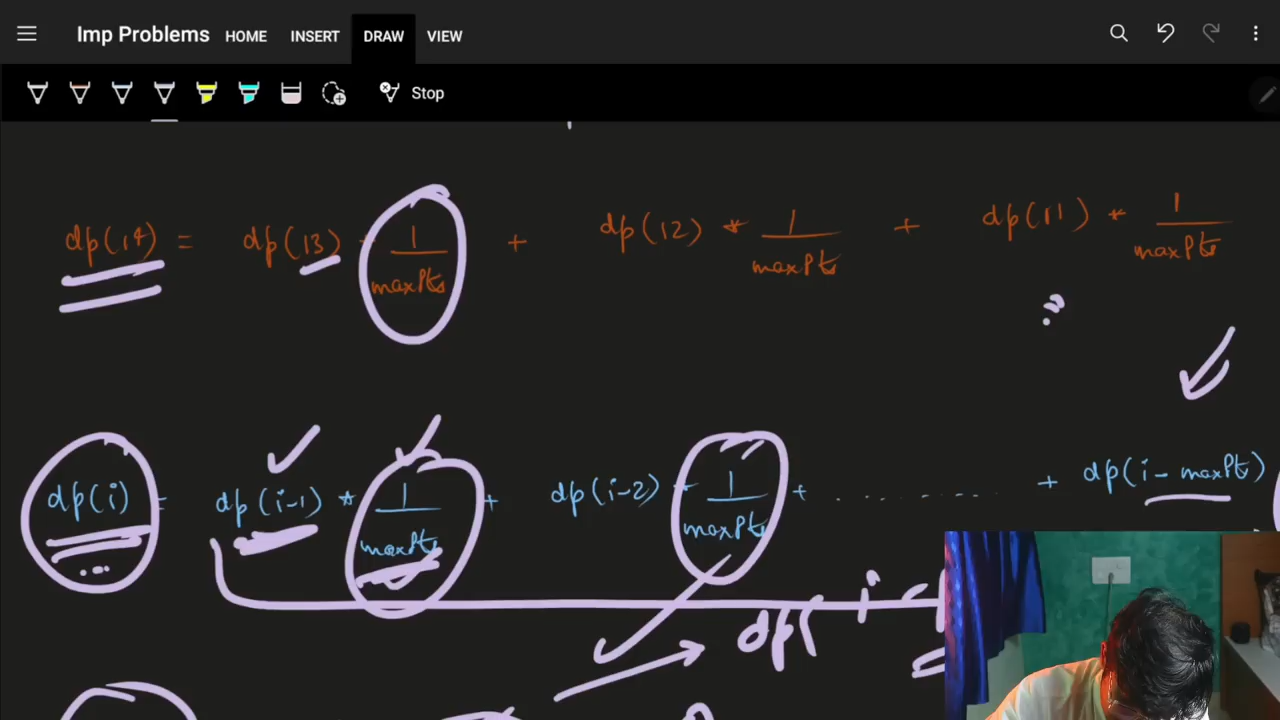 Imp Problems HOME INSERT DRAW VIEW
Stop
dp(14) = dp(13) 1/maxPts + dp(12) * 1/maxPts + dp(11) * 1/maxPts
dp(i) = dp(i-1) * 1/maxPts + dp(i-2) 1/maxPts + .......... + dp(i - maxPts)
dp( i